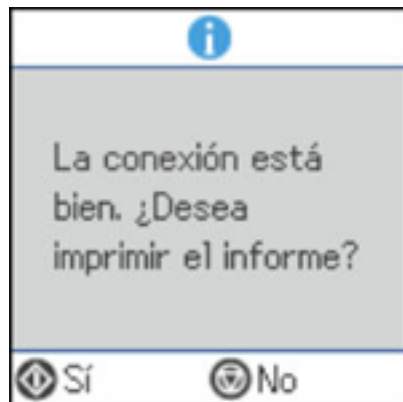 La conexión está
bien. ¿Desea
imprimir el informe?
Sí No